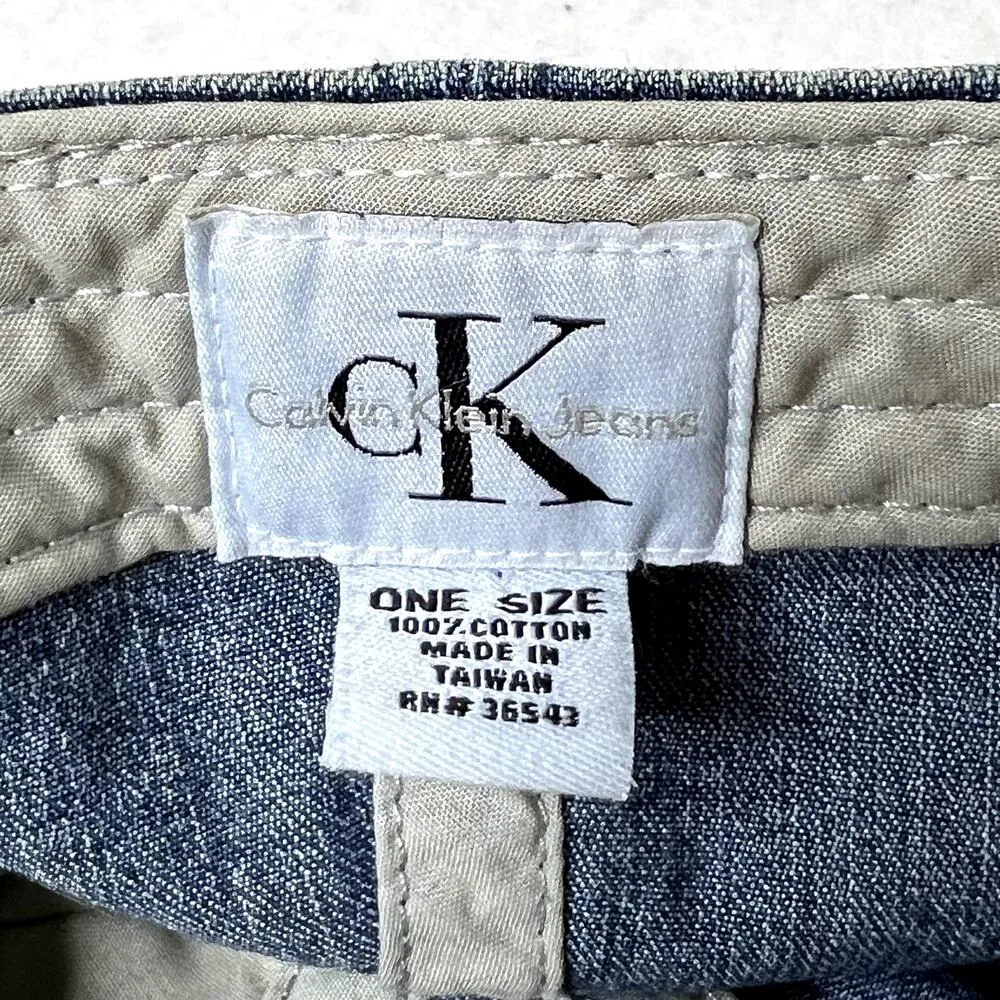 CK
Calvin Klein Jeans
ONE SIZE
100% COTTON
MADE IN
TAIWAN
RN# 36543